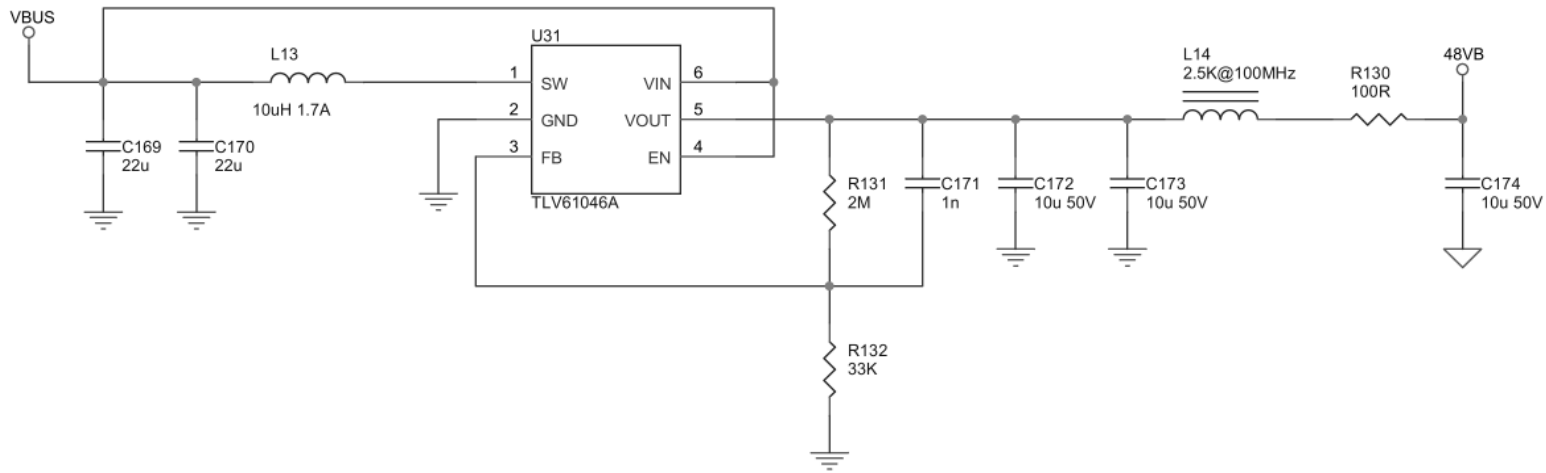 VBUS
L13
10uH 1.7A
C169
22u
C170
22u
U31
1 SW
2 GND
3 FB
VIN 6
VOUT 5
EN 4
TLV61046A
R131
2M
C171
1n
C172
10u 50V
C173
10u 50V
L14
2.5K@100MHz
R130
100R
48VB
C174
10u 50V
R132
33K